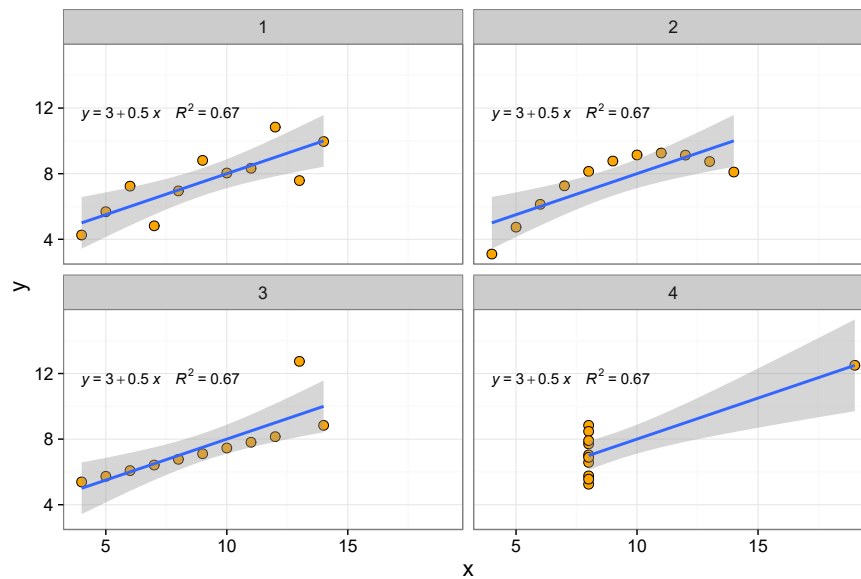 1
2
12
8
4
y = 3 + 0.5 x R² = 0.67
y = 3 + 0.5 x R² = 0.67
y
3
4
12
8
4
y = 3 + 0.5 x R² = 0.67
y = 3 + 0.5 x R² = 0.67
5 10 15
5 10 15
x